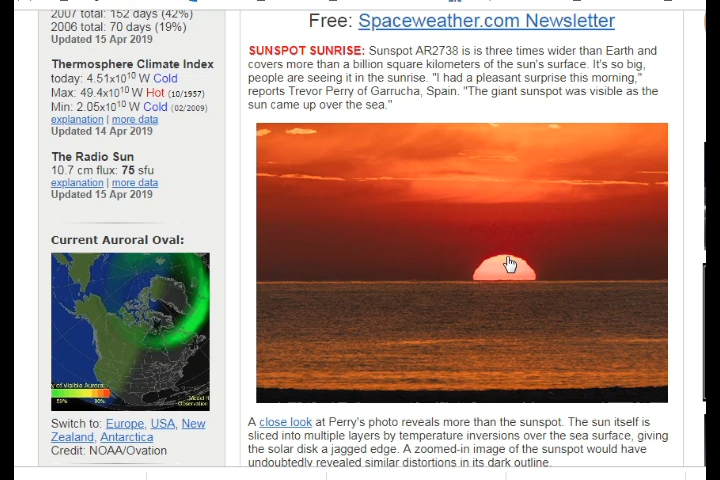 2007 total: 152 days (42%)
2006 total: 70 days (19%)
Updated 15 Apr 2019
Thermosphere Climate Index
today: 4.51x10¹⁰ W Cold
Max: 49.4x10¹⁰ W Hot (10/1957)
Min: 2.05x10¹⁰ W Cold (02/2009)
explanation | more data
Updated 14 Apr 2019
The Radio Sun
10.7 cm flux: 75 sfu
explanation | more data
Updated 15 Apr 2019
Current Auroral Oval:
y of Visible Aurora
50%
90%
Switch to: Europe, USA, New
Zealand, Antarctica
Credit: NOAA/Ovation
Free: Spaceweather.com Newsletter
SUNSPOT SUNRISE: Sunspot AR2738 is is three times wider than Earth and
covers more than a billion square kilometers of the sun's surface. It's so big,
people are seeing it in the sunrise. "I had a pleasant surprise this morning,"
reports Trevor Perry of Garrucha, Spain. "The giant sunspot was visible as the
sun came up over the sea."
A close look at Perry's photo reveals more than the sunspot. The sun itself is
sliced into multiple layers by temperature inversions over the sea surface, giving
the solar disk a jagged edge. A zoomed-in image of the sunspot would have
undoubtedly revealed similar distortions in its dark outline.